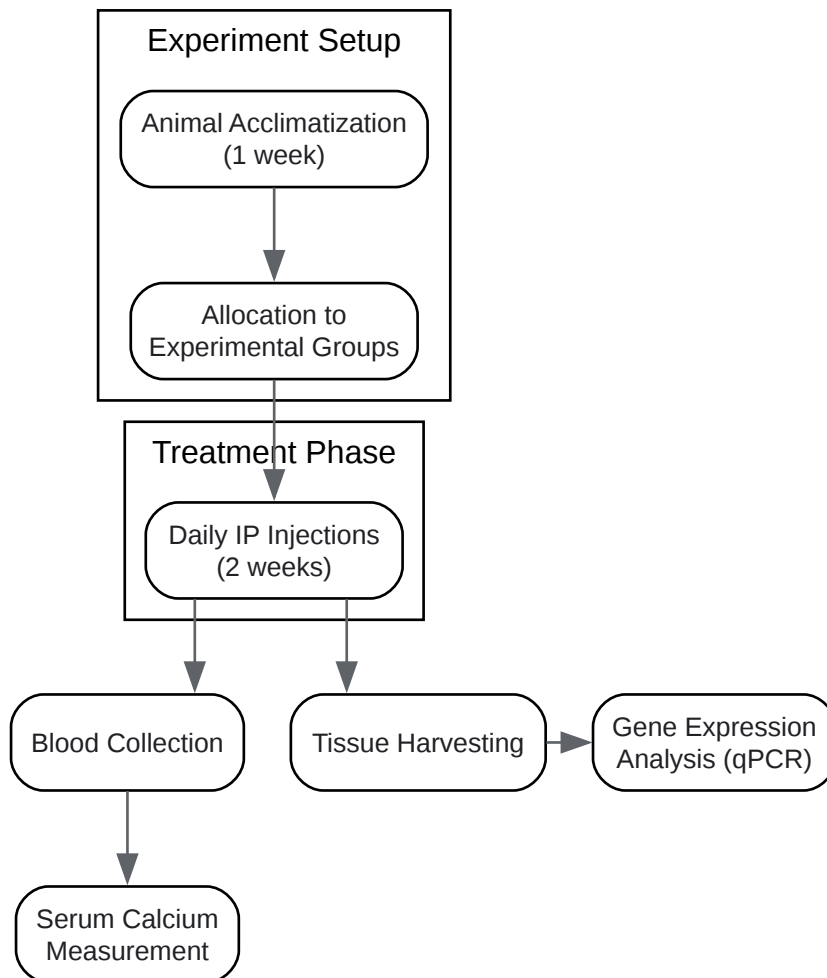 Experiment Setup
Animal Acclimatization
(1 week)
Allocation to
Experimental Groups
Treatment Phase
Daily IP Injections
(2 weeks)
Blood Collection
Tissue Harvesting
Gene Expression
Analysis (qPCR)
Serum Calcium
Measurement